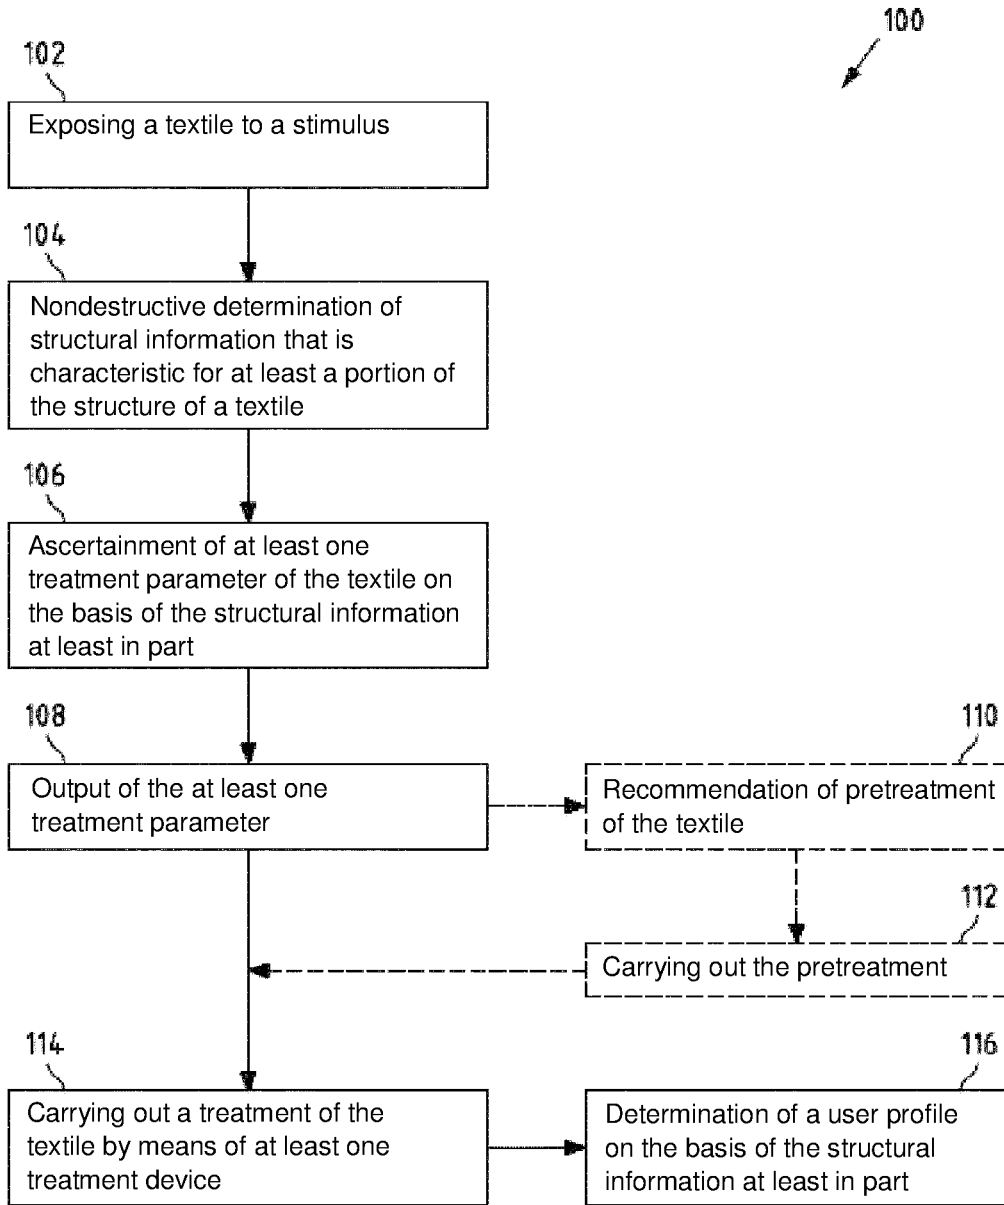 100
102
Exposing a textile to a stimulus
104
Nondestructive determination of
structural information that is
characteristic for at least a portion of
the structure of a textile
106
Ascertainment of at least one
treatment parameter of the textile on
the basis of the structural information
at least in part
108
Output of the at least one
treatment parameter
110
Recommendation of pretreatment
of the textile
112
Carrying out the pretreatment
114
Carrying out a treatment of the
textile by means of at least one
treatment device
116
Determination of a user profile
on the basis of the structural
information at least in part